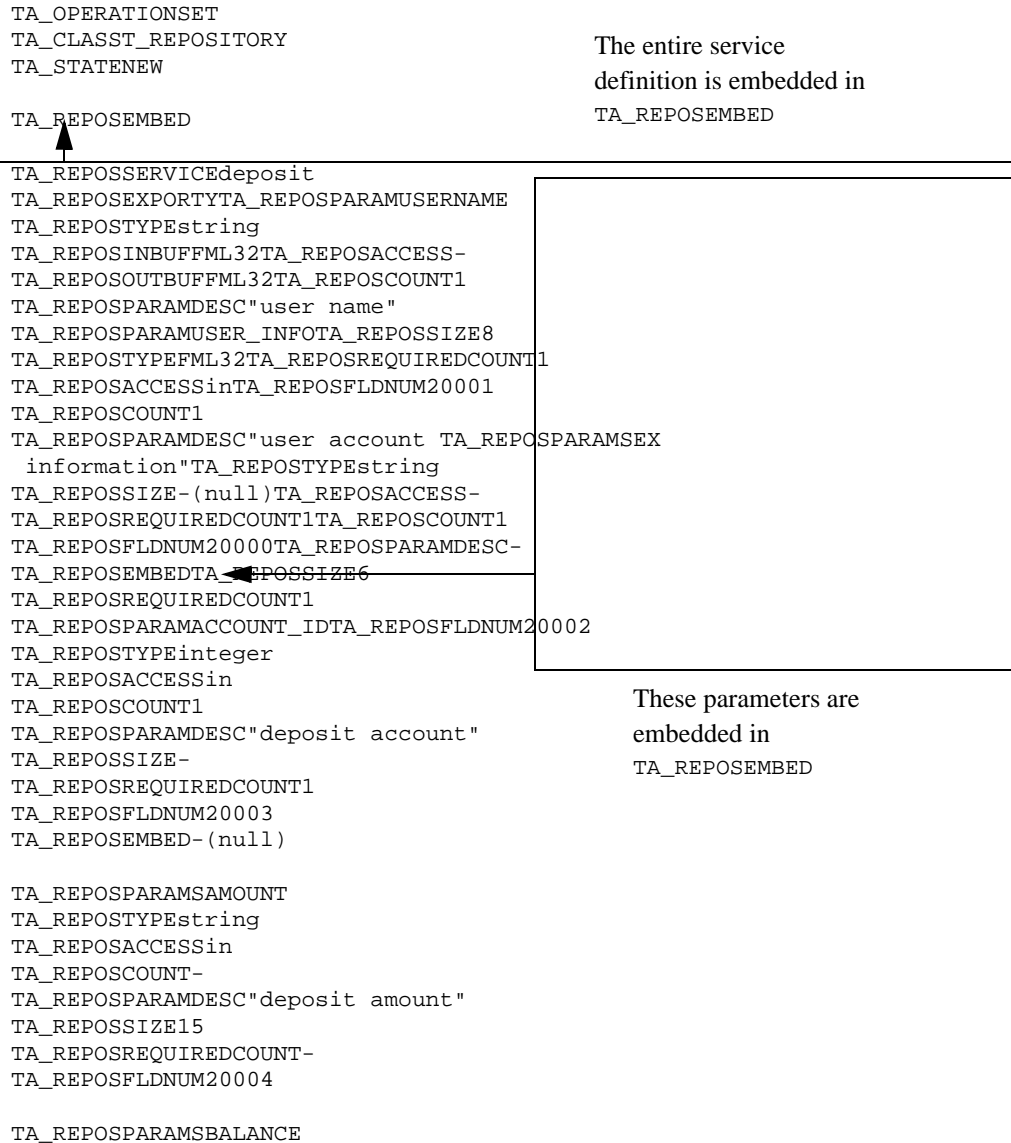 TA_OPERATIONSET
TA_CLASST_REPOSITORY
TA_STATENEW
The entire service
definition is embedded in
TA_REPOSEMBED
TA_REPOSEMBED
TA_REPOSSERVICEdeposit
TA_REPOSEXPORTYTA_REPOSPARAMUSERNAME
TA_REPOSTYPEstring
TA_REPOSINBUFFML32TA_REPOSACCESS-
TA_REPOSOUTBUFFML32TA_REPOSCOUNT1
TA_REPOSPARAMDESC"user name"
TA_REPOSPARAMUSER_INFOTA_REPOSSIZE8
TA_REPOSTYPEFML32TA_REPOSREQUIREDCOUNT1
TA_REPOSACCESSinTA_REPOSFLDNUM20001
TA_REPOSCOUNT1
TA_REPOSPARAMDESC"user account TA_REPOSPARAMSEX
information"TA_REPOSTYPEstring
TA_REPOSSIZE-(null)TA_REPOSACCESS-
TA_REPOSREQUIREDCOUNT1TA_REPOSCOUNT1
TA_REPOSFLDNUM20000TA_REPOSPARAMDESC-
TA_REPOSEMBEDTA_REPOSSIZE6
TA_REPOSREQUIREDCOUNT1
TA_REPOSPARAMACCOUNT_IDTA_REPOSFLDNUM20002
TA_REPOSTYPEinteger
TA_REPOSACCESSin
TA_REPOSCOUNT1
TA_REPOSPARAMDESC"deposit account"
TA_REPOSSIZE-
TA_REPOSREQUIREDCOUNT1
TA_REPOSFLDNUM20003
TA_REPOSEMBED-(null)
These parameters are
embedded in
TA_REPOSEMBED
TA_REPOSPARAMSAMOUNT
TA_REPOSTYPEstring
TA_REPOSACCESSin
TA_REPOSCOUNT-
TA_REPOSPARAMDESC"deposit amount"
TA_REPOSSIZE15
TA_REPOSREQUIREDCOUNT-
TA_REPOSFLDNUM20004
TA_REPOSPARAMSBALANCE